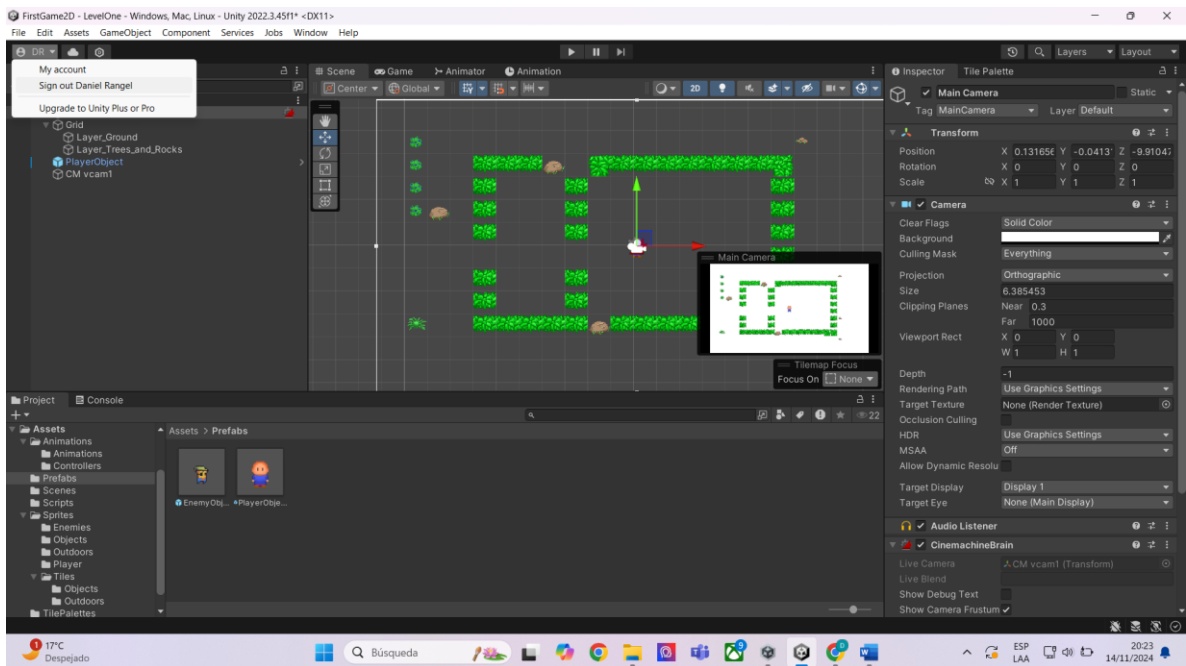 FirstGame2D - LevelOne - Windows, Mac, Linux - Unity 2022.3.45f1* <DX11>
File Edit Assets GameObject Component Services Jobs Window Help
DR
Layers Layout
My account
Sign out Daniel Rangel
Upgrade to Unity Plus or Pro
Grid
Layer_Ground
Layer_Trees_and_Rocks
PlayerObject
CM vcam1
Scene Game Animator Animation
Center Global 2D
Main Camera
Tilemap Focus
Focus On None
Inspector Tile Palette
Main Camera Static
Tag MainCamera Layer Default
Transform
Position X 0.131656 Y -0.0413 Z -9.91047
Rotation X 0 Y 0 Z 0
Scale X 1 Y 1 Z 1
Camera
Clear Flags Solid Color
Background
Culling Mask Everything
Projection Orthographic
Size 6.385453
Clipping Planes Near 0.3
Far 1000
Viewport Rect X 0 Y 0
W 1 H 1
Depth -1
Rendering Path Use Graphics Settings
Target Texture None (Render Texture)
Occlusion Culling
HDR Use Graphics Settings
MSAA Off
Allow Dynamic Resolu
Target Display Display 1
Target Eye None (Main Display)
Audio Listener
CinemachineBrain
Live Camera CM vcam1 (Transform)
Live Blend
Show Debug Text
Show Camera Frustum
Project Console
22
Assets
Animations
Animations
Controllers
Prefabs
Scenes
Scripts
Sprites
Enemies
Objects
Outdoors
Player
Tiles
Objects
Outdoors
TilePalettes
Assets > Prefabs
EnemyObj... PlayerObje...
1
17°C
Despejado
Búsqueda
9
ESP
LAA
20:23
14/11/2024